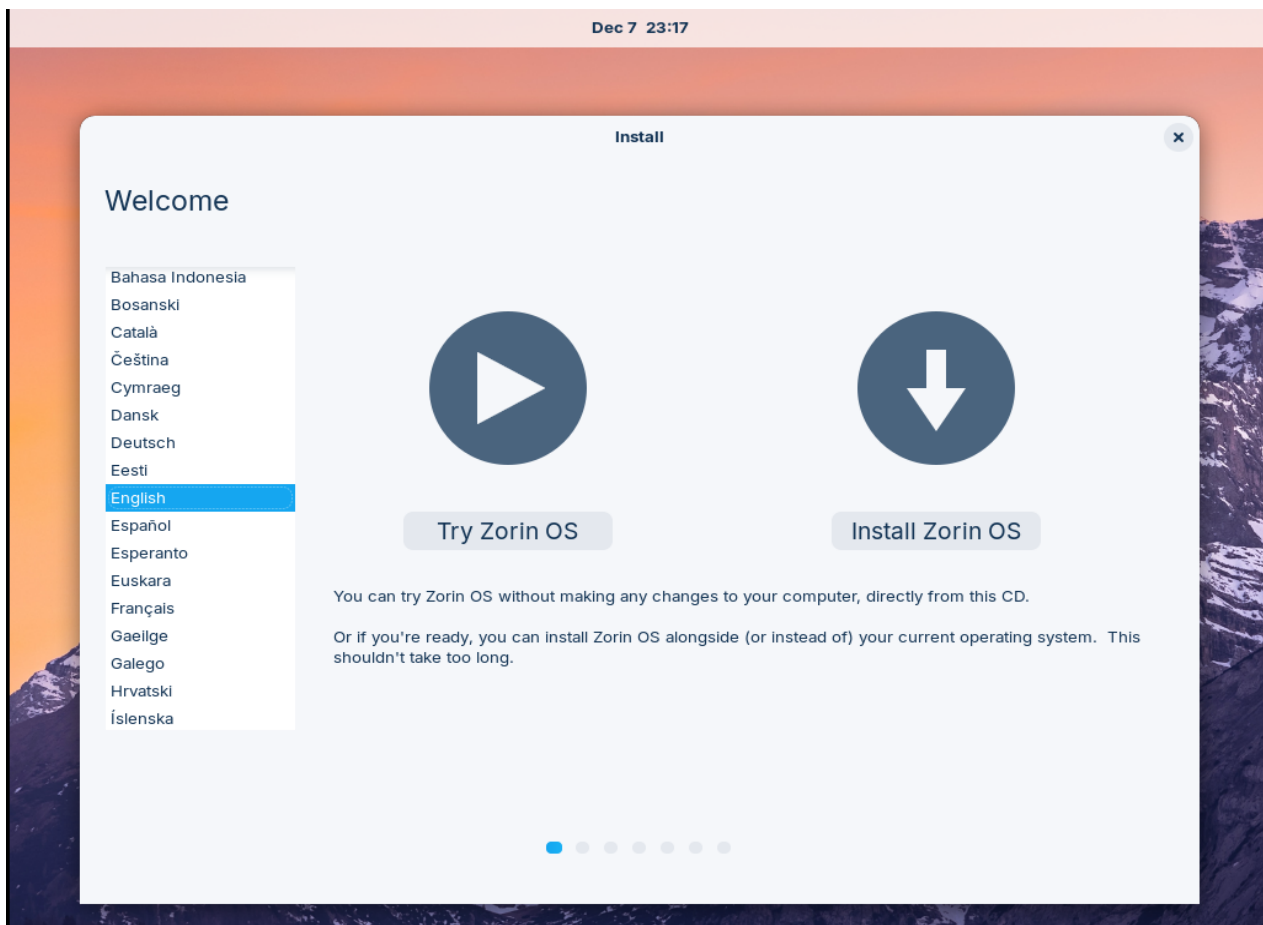 Dec 7  23:17
Install
Welcome
Bahasa Indonesia
Bosanski
Català
Čeština
Cymraeg
Dansk
Deutsch
Eesti
English
Español
Esperanto
Euskara
Français
Gaeilge
Galego
Hrvatski
Íslenska
Try Zorin OS
Install Zorin OS
You can try Zorin OS without making any changes to your computer, directly from this CD.
Or if you're ready, you can install Zorin OS alongside (or instead of) your current operating system.  This
shouldn't take too long.